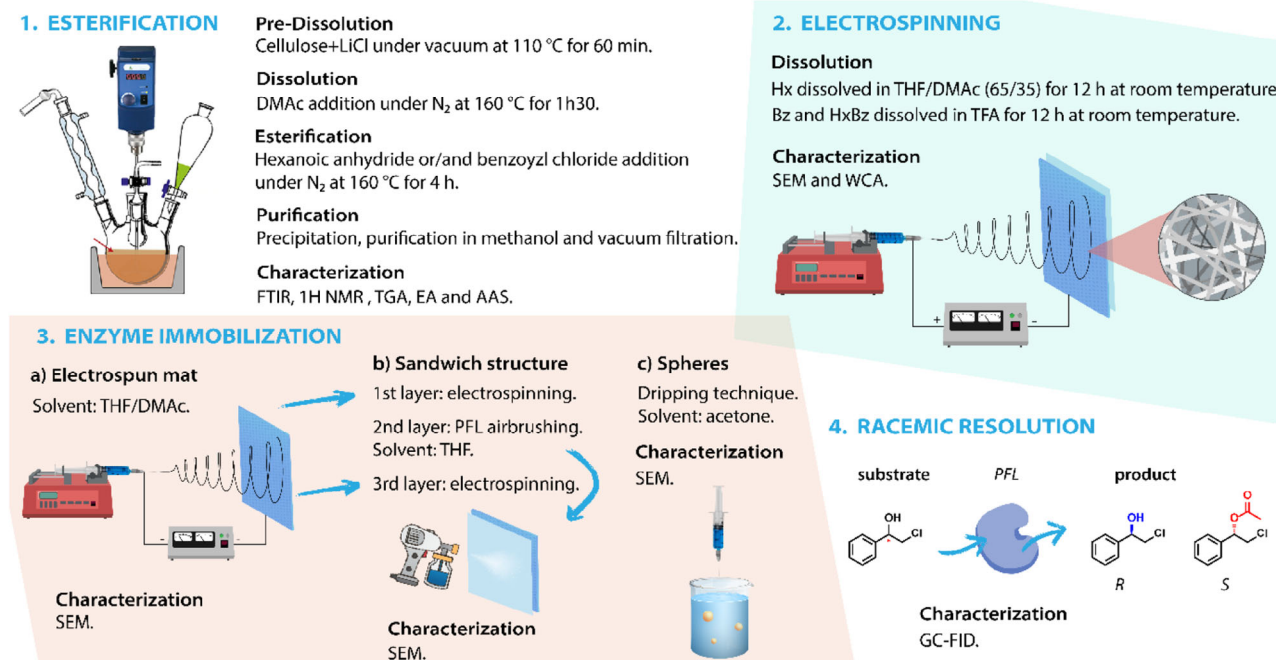 1. ESTERIFICATION
Pre-Dissolution
Cellulose+LiCl under vacuum at 110 °C for 60 min.
Dissolution
DMAc addition under N₂ at 160 °C for 1h30.
Esterification
Hexanoic anhydride or/and benzoyzl chloride addition
under N₂ at 160 °C for 4 h.
Purification
Precipitation, purification in methanol and vacuum filtration.
Characterization
FTIR, 1H NMR , TGA, EA and AAS.
2. ELECTROSPINNING
Dissolution
Hx dissolved in THF/DMAc (65/35) for 12 h at room temperature
Bz and HxBz dissolved in TFA for 12 h at room temperature.
Characterization
SEM and WCA.
+ -
3. ENZYME IMMOBILIZATION
a) Electrospun mat
Solvent: THF/DMAc.
- -
Characterization
SEM.
b) Sandwich structure
1st layer: electrospinning.
2nd layer: PFL airbrushing.
Solvent: THF.
3rd layer: electrospinning.
Characterization
SEM.
c) Spheres
Dripping technique.
Solvent: acetone.
Characterization
SEM.
4. RACEMIC RESOLUTION
substrate PFL product
OH
Cl
*
OH
Cl
R
O
O
Cl
S
Characterization
GC-FID.